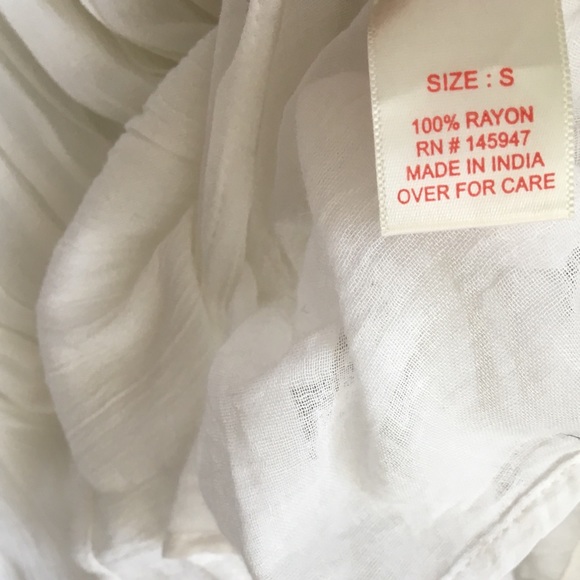 SIZE : S
100% RAYON
RN # 145947
MADE IN INDIA
OVER FOR CARE